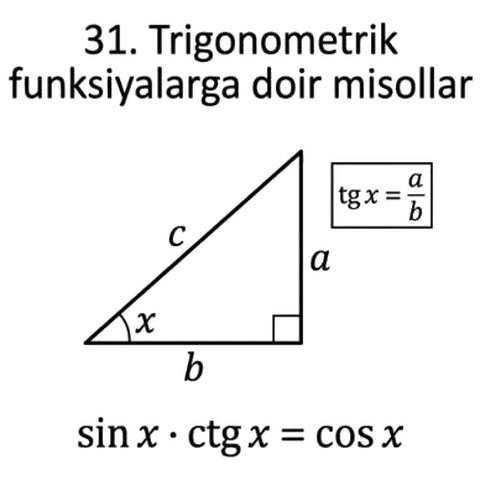 31. Trigonometrik
funksiyalarga doir misollar
tg x = a/b
c
a
x
b
sin x · ctg x = cos x